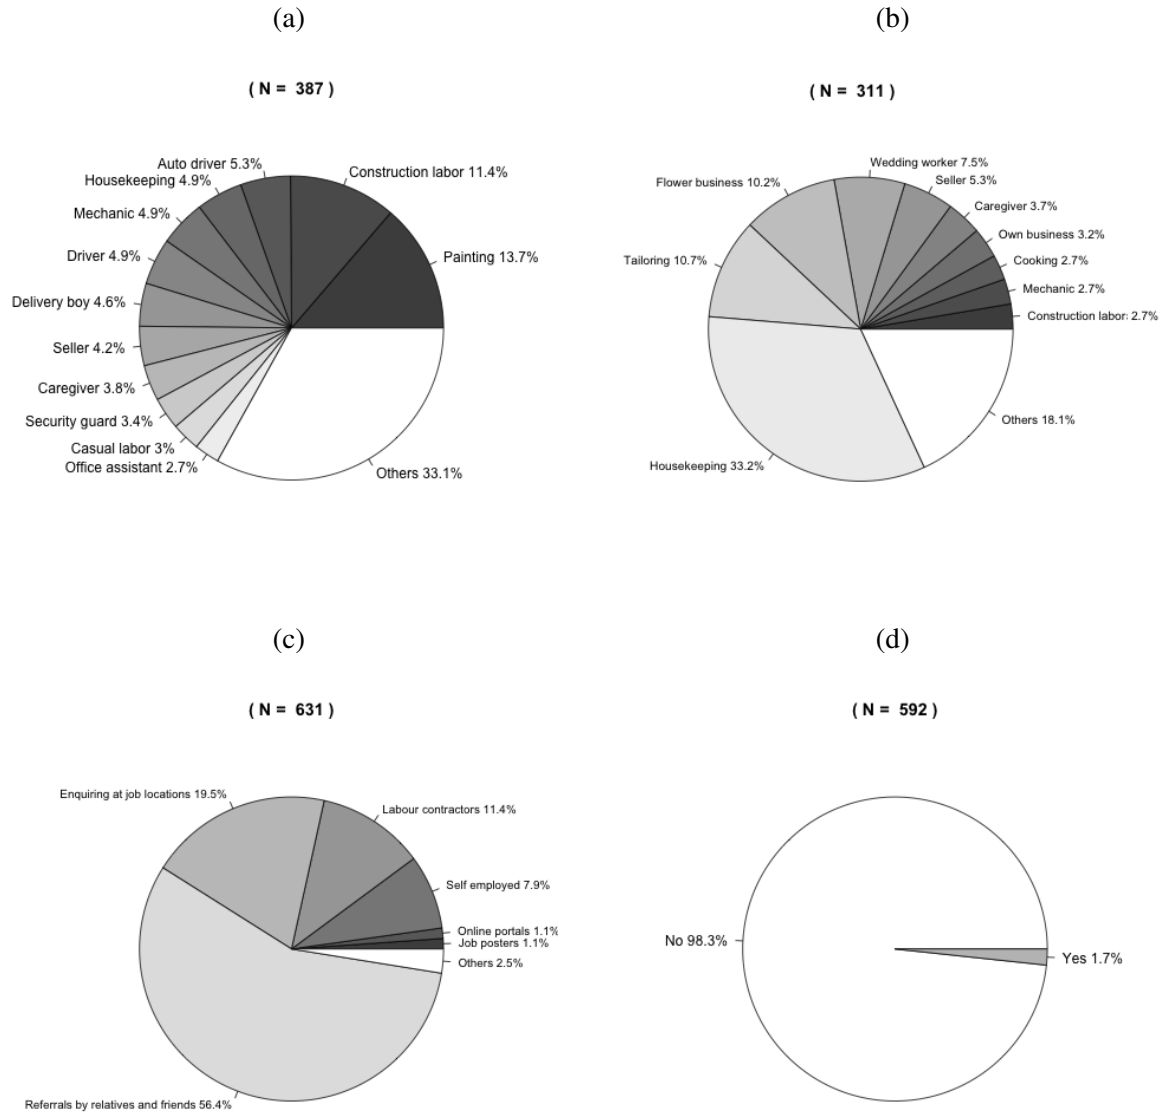 (a)
( N = 387 )
Auto driver 5.3%
Construction labor 11.4%
Housekeeping 4.9%
Mechanic 4.9%
Painting 13.7%
Driver 4.9%
Delivery boy 4.6%
Seller 4.2%
Caregiver 3.8%
Security guard 3.4%
Casual labor 3%
Office assistant 2.7%
Others 33.1%
(b)
( N = 311 )
Wedding worker 7.5%
Flower business 10.2%
Seller 5.3%
Caregiver 3.7%
Own business 3.2%
Tailoring 10.7%
Cooking 2.7%
Mechanic 2.7%
Construction labor: 2.7%
Others 18.1%
Housekeeping 33.2%
(c)
( N = 631 )
Enquiring at job locations 19.5%
Labour contractors 11.4%
Self employed 7.9%
Online portals 1.1%
Job posters 1.1%
Others 2.5%
Referrals by relatives and friends 56.4%
(d)
( N = 592 )
No 98.3%
Yes 1.7%